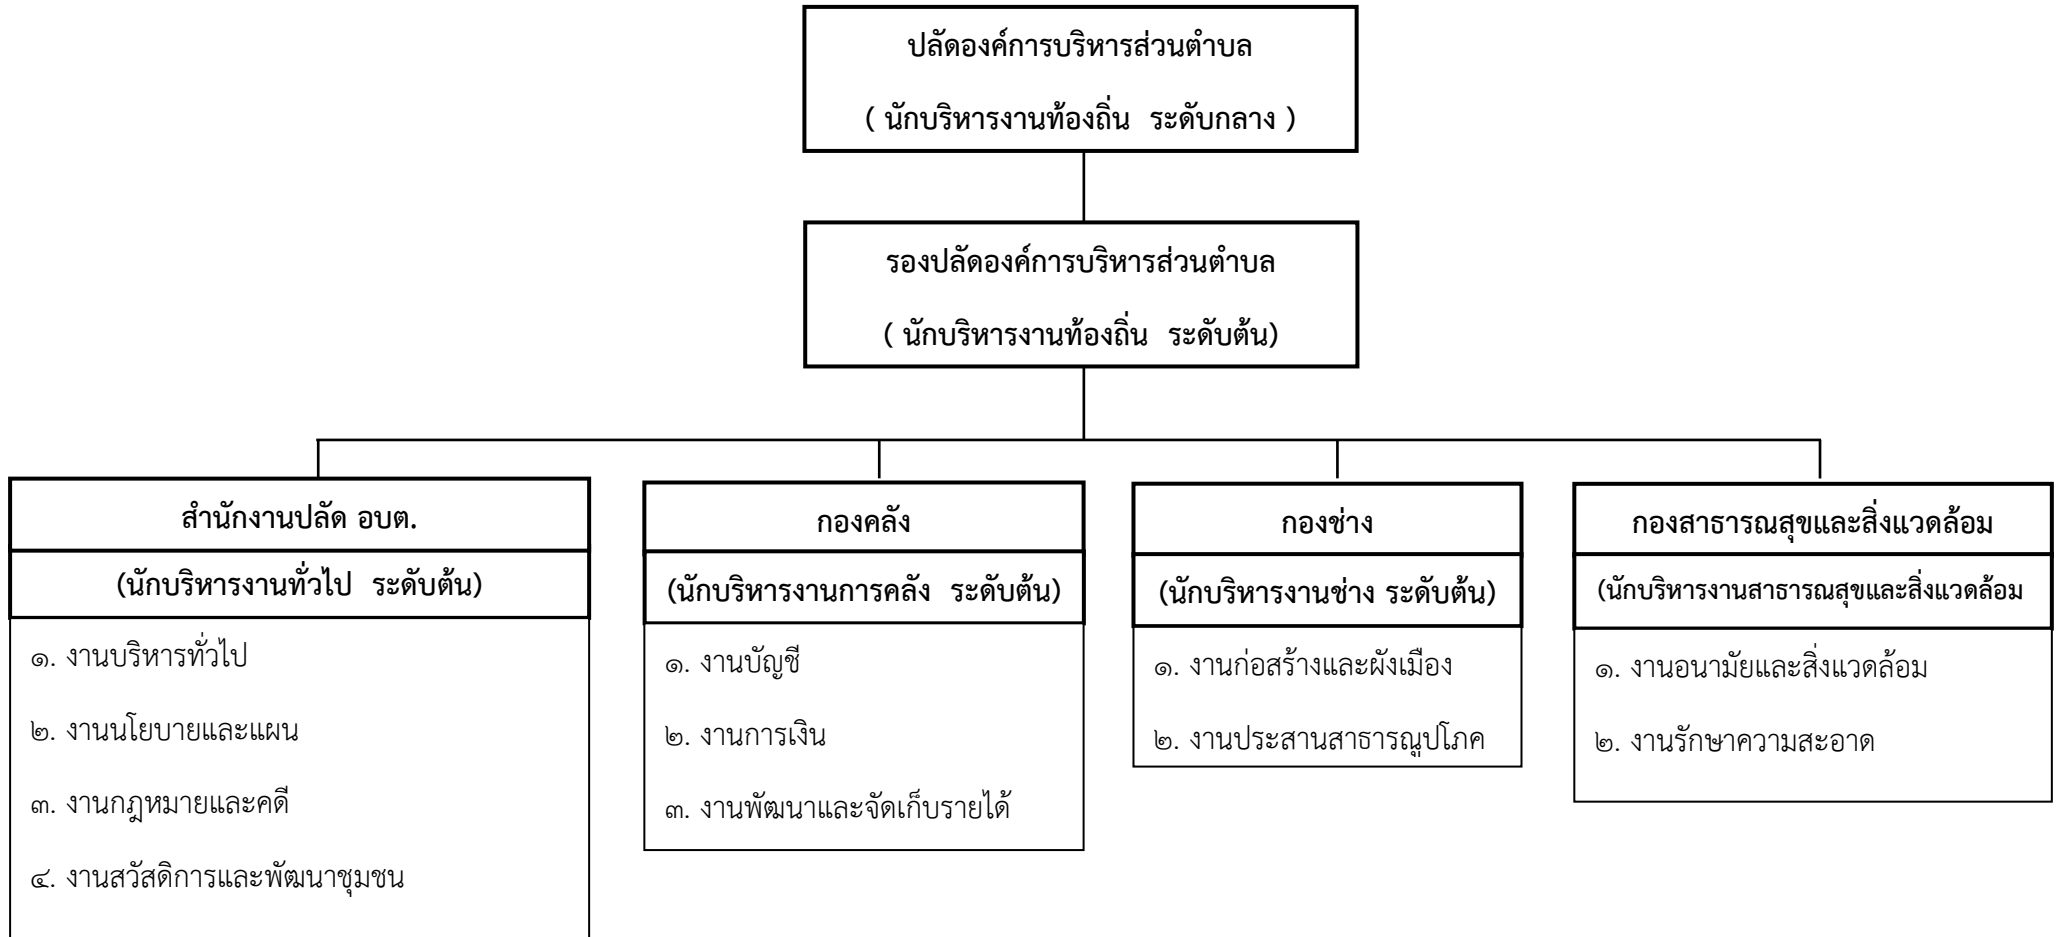 ปลัดองค์การบริหารส่วนตำบล
( นักบริหารงานท้องถิ่น ระดับกลาง )
รองปลัดองค์การบริหารส่วนตำบล
( นักบริหารงานท้องถิ่น ระดับต้น)
สำนักงานปลัด อบต.
(นักบริหารงานทั่วไป ระดับต้น)
๑. งานบริหารทั่วไป
๒. งานนโยบายและแผน
๓. งานกฎหมายและคดี
๔. งานสวัสดิการและพัฒนาชุมชน
กองคลัง
(นักบริหารงานการคลัง ระดับต้น)
๑. งานบัญชี
๒. งานการเงิน
๓. งานพัฒนาและจัดเก็บรายได้
กองช่าง
(นักบริหารงานช่าง ระดับต้น)
๑. งานก่อสร้างและผังเมือง
๒. งานประสานสาธารณูปโภค
กองสาธารณสุขและสิ่งแวดล้อม
(นักบริหารงานสาธารณสุขและสิ่งแวดล้อม
๑. งานอนามัยและสิ่งแวดล้อม
๒. งานรักษาความสะอาด